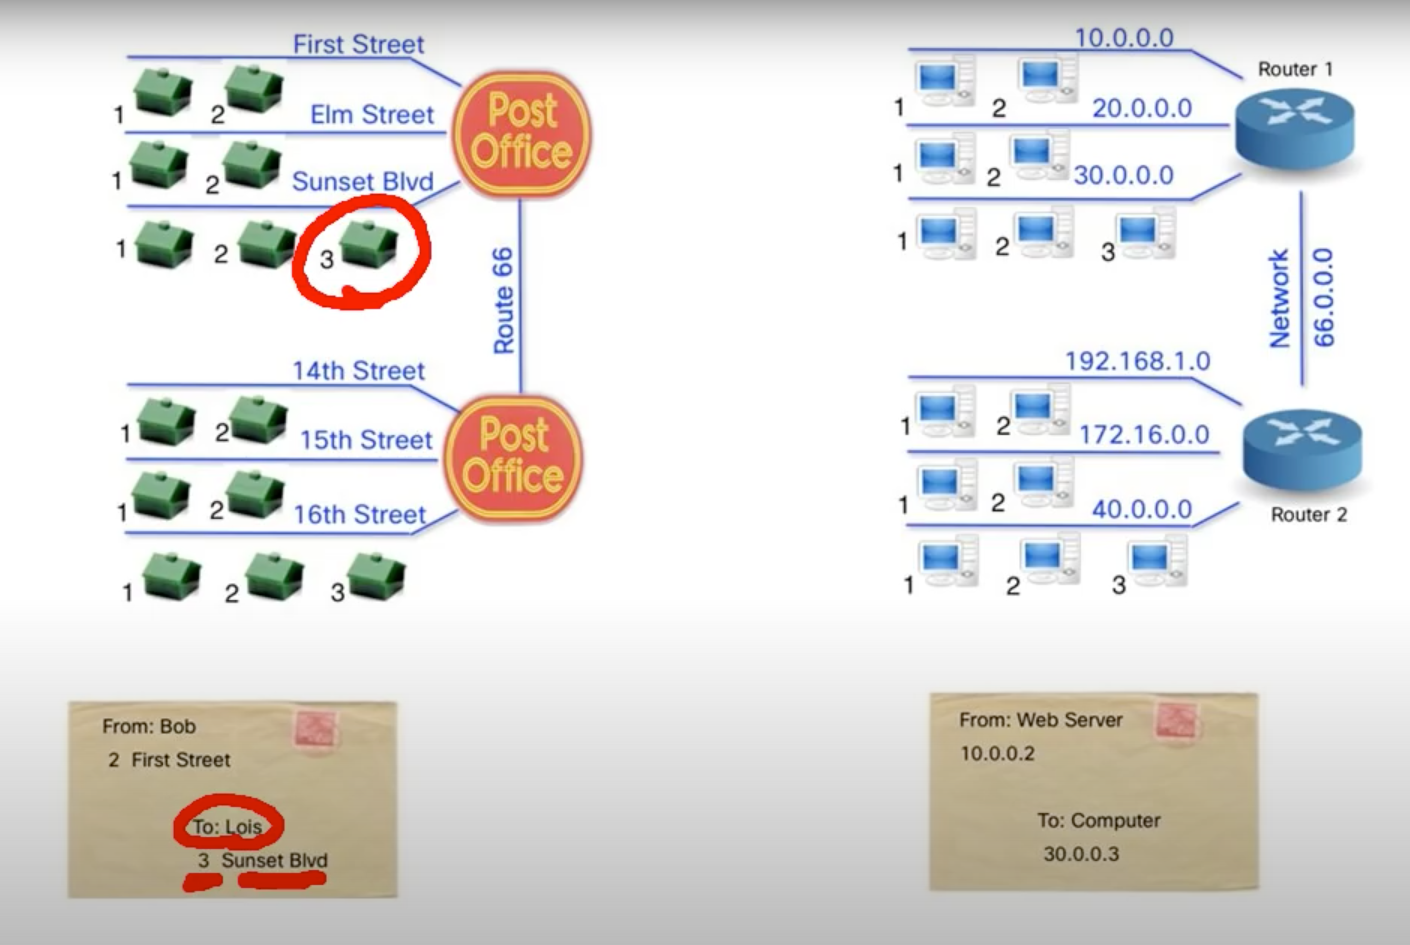 First Street
1
2
Elm Street
1
2
Sunset Blvd
1
2
3
Post
Office
Route 66
14th Street
1
2
15th Street
1
2
16th Street
1
2
3
Post
Office
From: Bob
2 First Street
To: Lois
3 Sunset Blvd
10.0.0.0
Router 1
1
2
20.0.0.0
1
2
30.0.0.0
1
2
3
Network
66.0.0.0
192.168.1.0
1
2
172.16.0.0
1
2
40.0.0.0
1
2
3
Router 2
From: Web Server
10.0.0.2
To: Computer
30.0.0.3